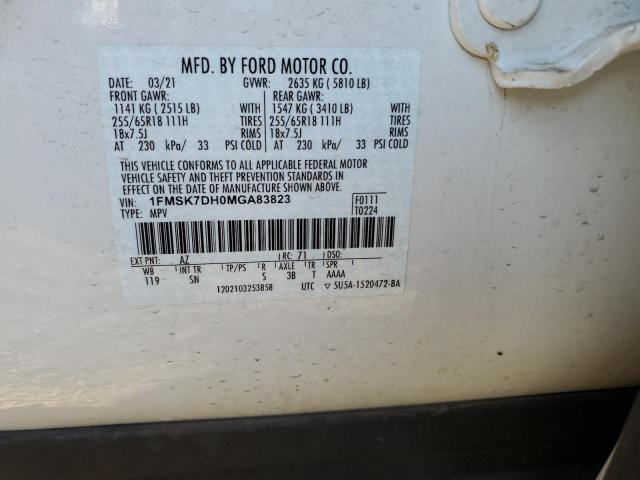 MFD. BY FORD MOTOR CO.
DATE: 03/21 GVWR: 2635 KG ( 5810 LB)
FRONT GAWR: REAR GAWR:
1141 KG ( 2515 LB) WITH 1547 KG ( 3410 LB) WITH
255/65R18 111H TIRES 255/65R18 111H TIRES
18x7.5J RIMS 18x7.5J RIMS
AT 230 kPa/ 33 PSI COLD AT 230 kPa/ 33 PSI COLD
THIS VEHICLE CONFORMS TO ALL APPLICABLE FEDERAL MOTOR
VEHICLE SAFETY AND THEFT PREVENTION STANDARDS IN
EFFECT ON THE DATE OF MANUFACTURE SHOWN ABOVE.
VIN: 1FMSK7DH0MGA83823 F0111
TYPE: MPV T0224
EXT PNT: AZ RC: 71 DSO:
WB INT TR TP/PS R AXLE TR SPR
119 SN S 3B T AAAA
1202103253858 UTC ▽ 5U5A-1520472-BA